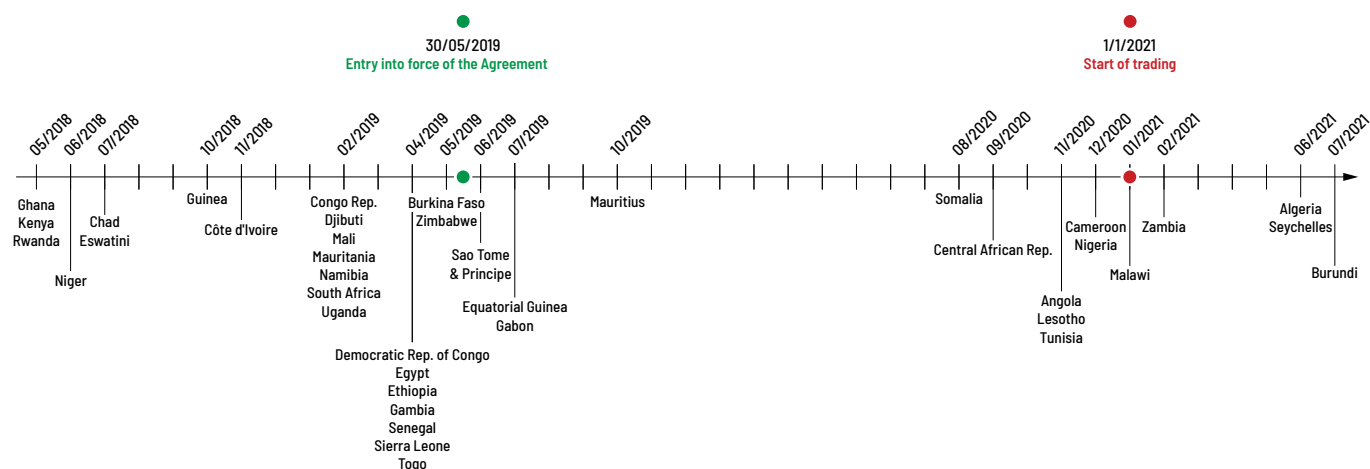 30/05/2019
Entry into force of the Agreement
1/1/2021
Start of trading
05/2018
06/2018
07/2018
10/2018
11/2018
02/2019
04/2019
05/2019
06/2019
07/2019
10/2019
08/2020
09/2020
11/2020
12/2020
01/2021
02/2021
06/2021
07/2021
Ghana
Kenya
Rwanda
Niger
Chad
Eswatini
Guinea
Côte d'Ivoire
Congo Rep.
Djibuti
Mali
Mauritania
Namibia
South Africa
Uganda
Democratic Rep. of Congo
Egypt
Ethiopia
Gambia
Senegal
Sierra Leone
Togo
Burkina Faso
Zimbabwe
Sao Tome
& Principe
Equatorial Guinea
Gabon
Mauritius
Somalia
Central African Rep.
Angola
Lesotho
Tunisia
Cameroon
Nigeria
Malawi
Zambia
Algeria
Seychelles
Burundi